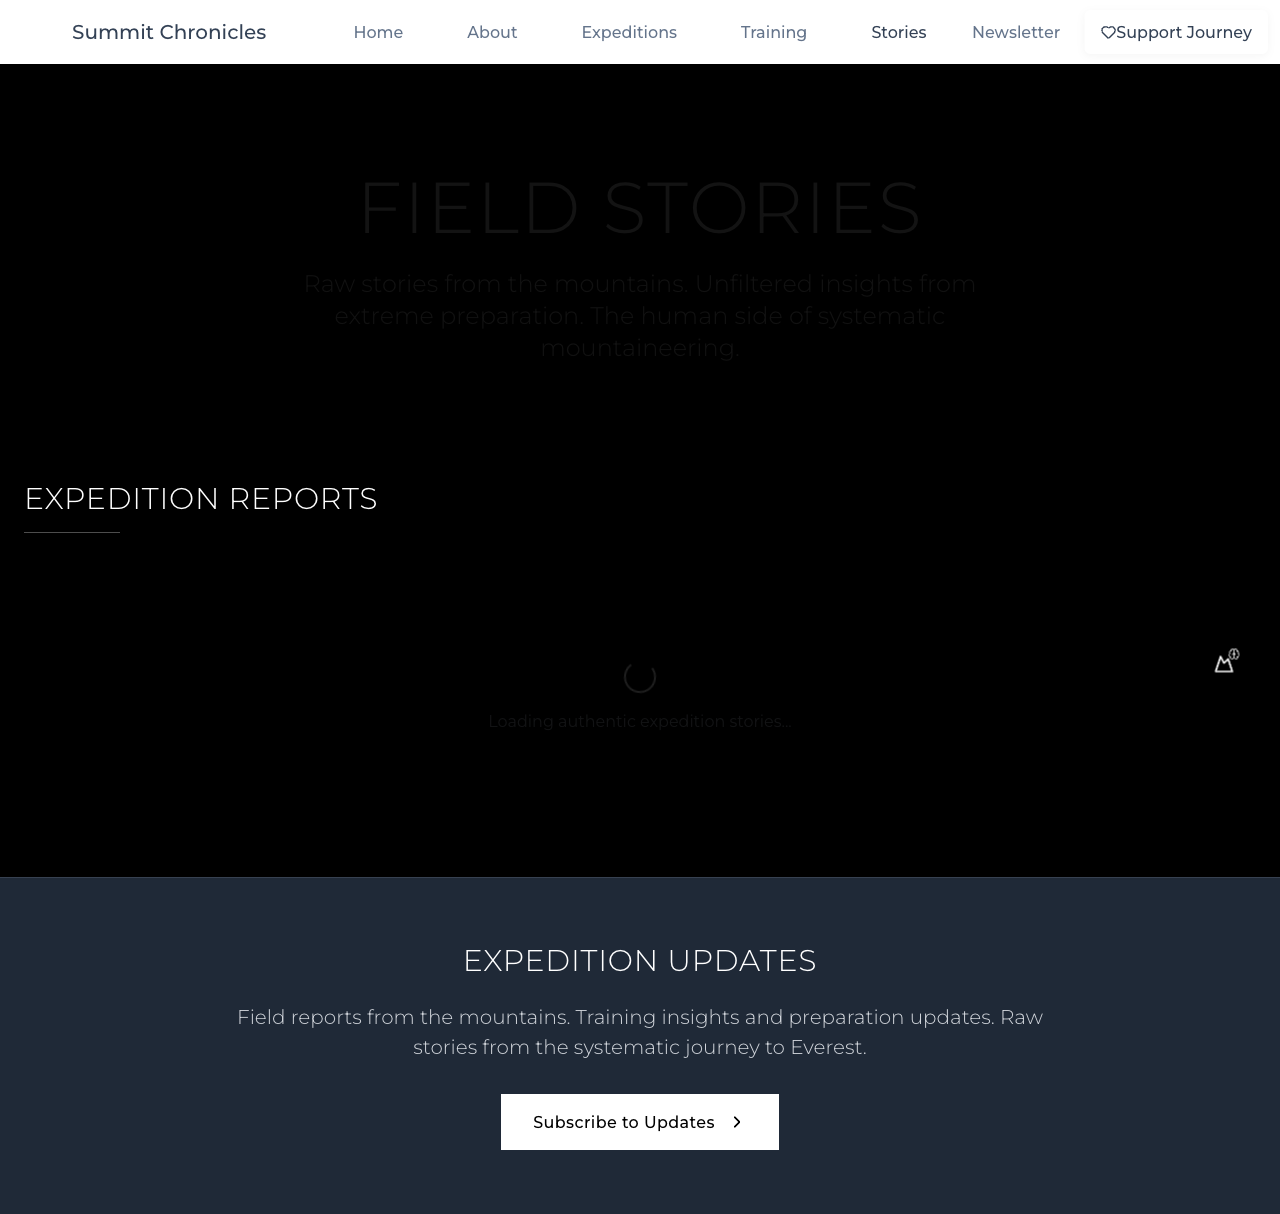 Summit Chronicles
Home
About
Expeditions
Training
Stories
Newsletter
Support Journey
FIELD STORIES
Raw stories from the mountains. Unfiltered insights from
extreme preparation. The human side of systematic
mountaineering.
EXPEDITION REPORTS
Loading authentic expedition stories...
EXPEDITION UPDATES
Field reports from the mountains. Training insights and preparation updates. Raw
stories from the systematic journey to Everest.
Subscribe to Updates